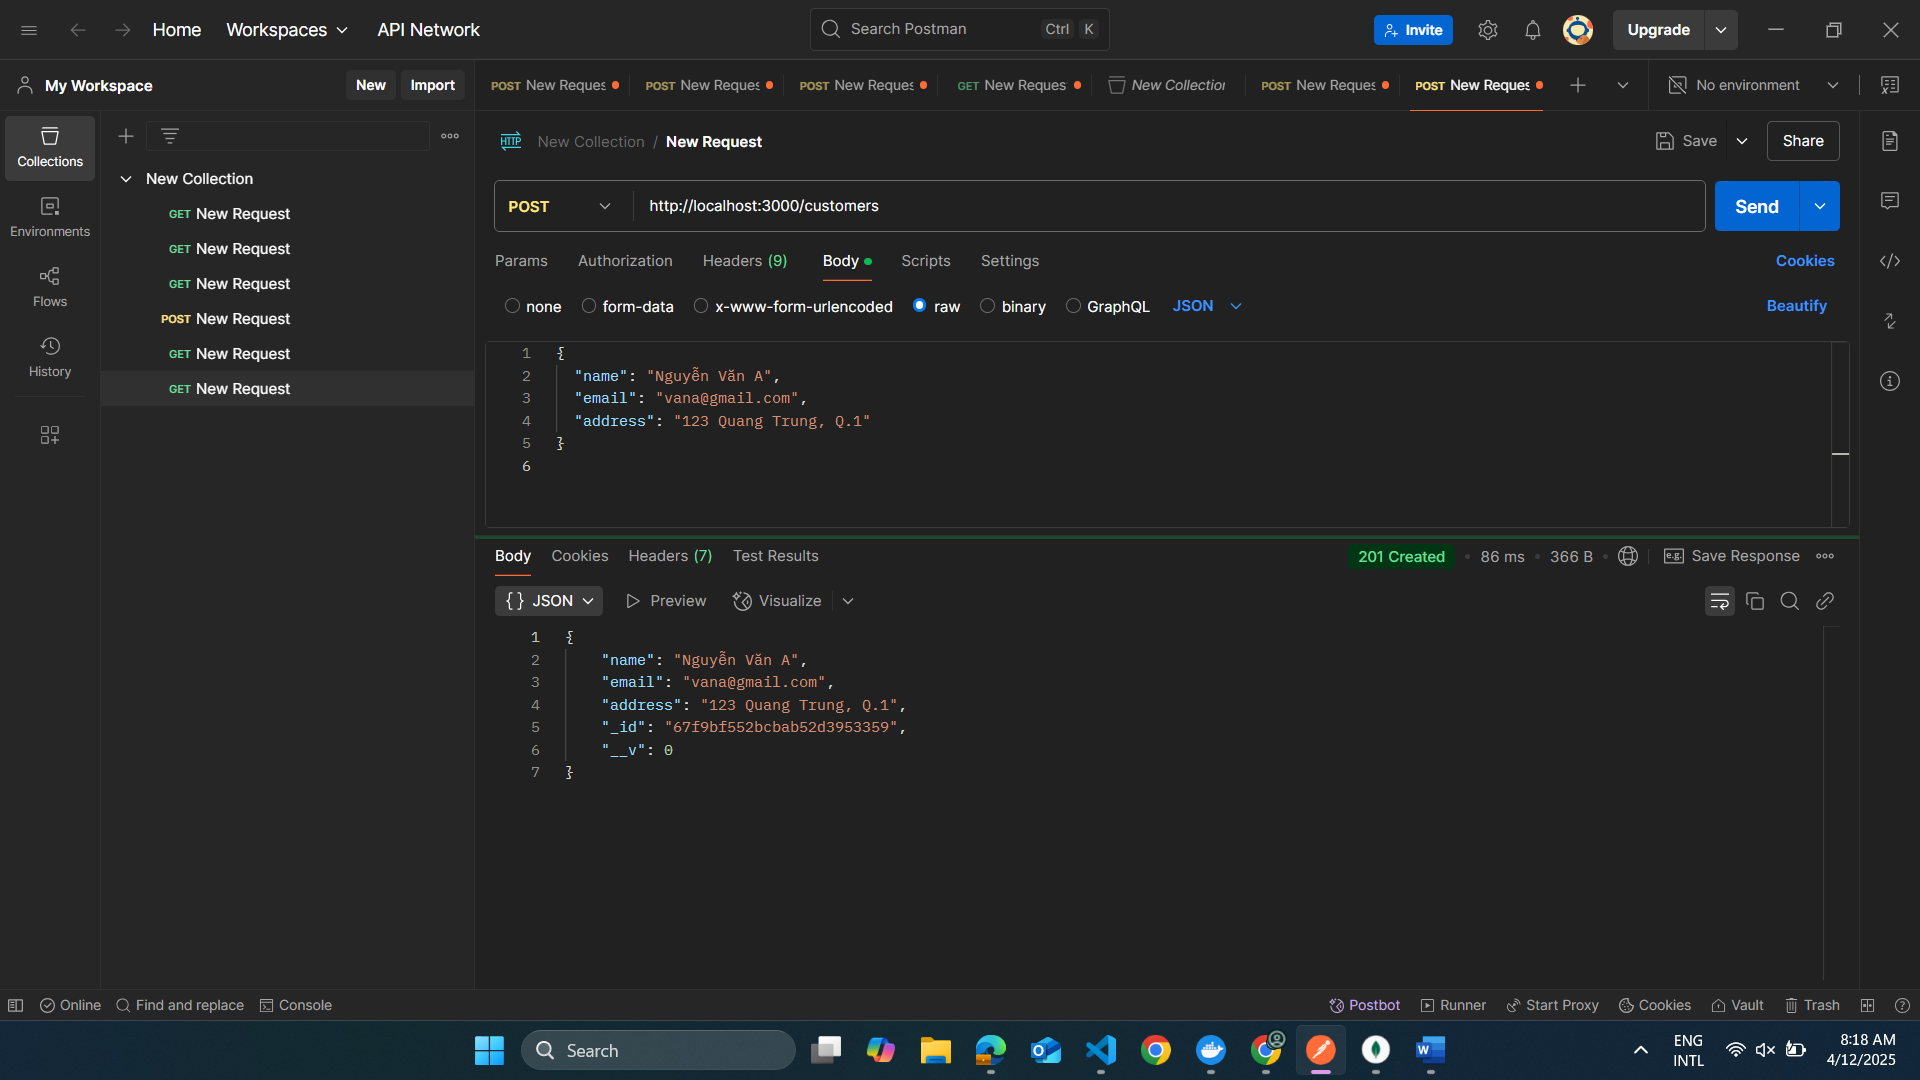 Home Workspaces API Network Search Postman Ctrl K Invite Upgrade
My Workspace New Import
POST New Reques POST New Reques POST New Reques GET New Reques New Collection POST New Reques POST New Reques No environment
Collections
Environments
Flows
History
New Collection
GET New Request
GET New Request
GET New Request
POST New Request
GET New Request
GET New Request
HTTP New Collection / New Request Save Share
POST http://localhost:3000/customers Send
Params Authorization Headers (9) Body Scripts Settings Cookies
none form-data x-www-form-urlencoded raw binary GraphQL JSON Beautify
1 {
2 "name": "Nguyễn Văn A",
3 "email": "vana@gmail.com",
4 "address": "123 Quang Trung, Q.1"
5 }
6
Body Cookies Headers (7) Test Results 201 Created 86 ms 366 B e.g. Save Response
{} JSON Preview Visualize
1 {
2 "name": "Nguyễn Văn A",
3 "email": "vana@gmail.com",
4 "address": "123 Quang Trung, Q.1",
5 "_id": "67f9bf552bcbab52d3953359",
6 "__v": 0
7 }
Online Find and replace Console Postbot Runner Start Proxy Cookies Vault Trash
Search
ENG
INTL
8:18 AM
4/12/2025